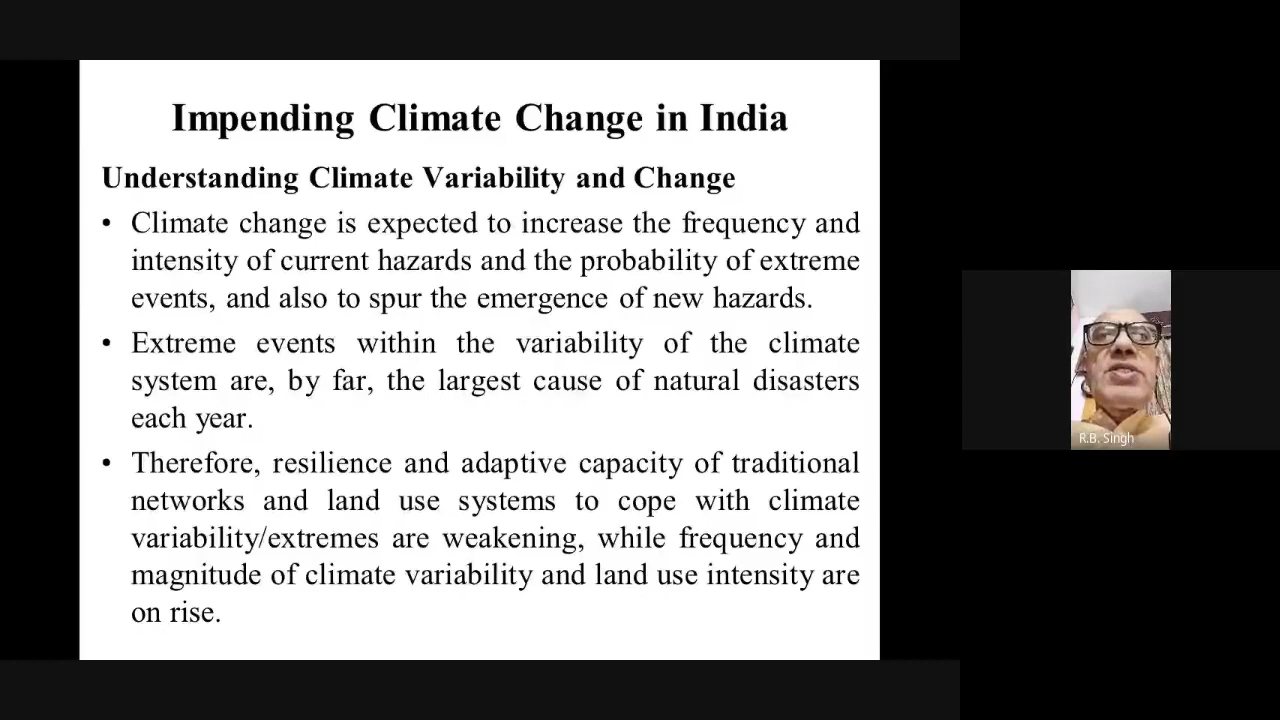 Impending Climate Change in India
Understanding Climate Variability and Change
• Climate change is expected to increase the frequency and
intensity of current hazards and the probability of extreme
events, and also to spur the emergence of new hazards.
• Extreme events within the variability of the climate
system are, by far, the largest cause of natural disasters
each year.
• Therefore, resilience and adaptive capacity of traditional
networks and land use systems to cope with climate
variability/extremes are weakening, while frequency and
magnitude of climate variability and land use intensity are
on rise.
R.B. Singh